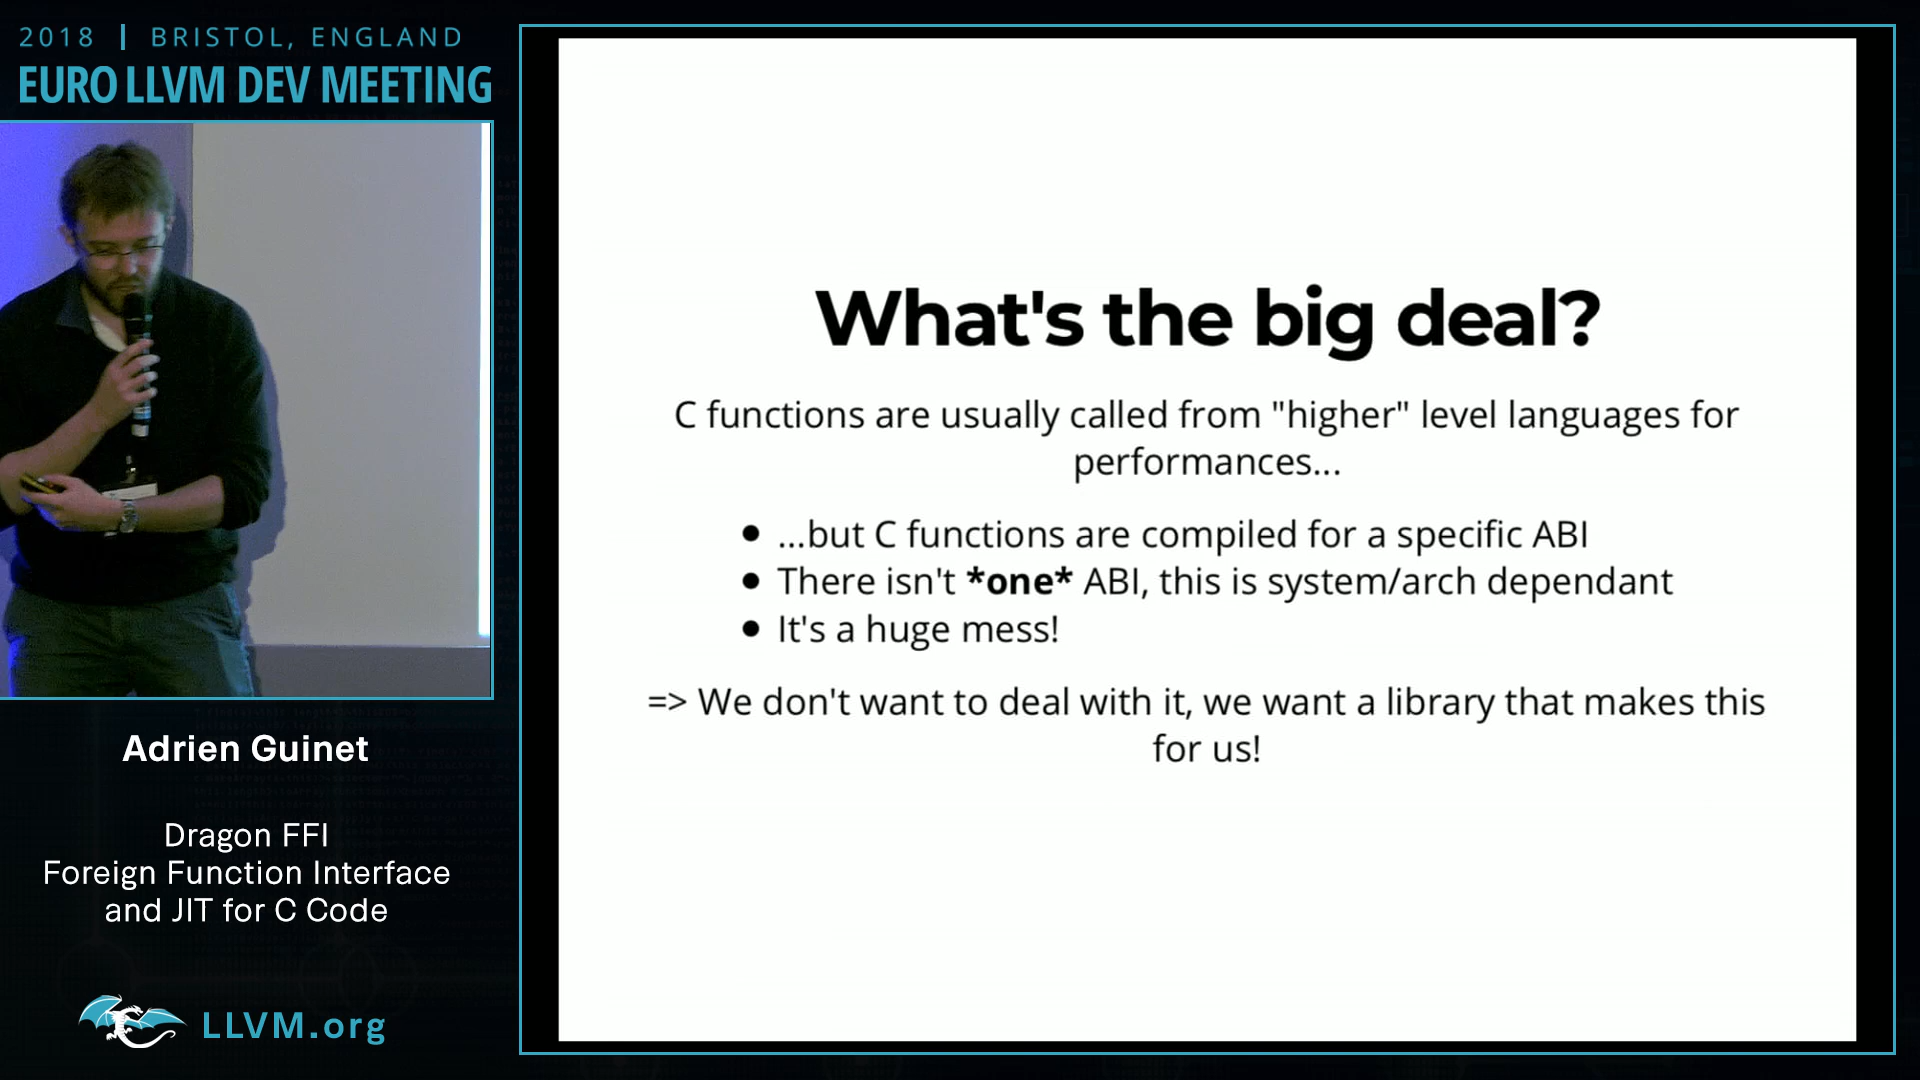 2018 | BRISTOL, ENGLAND
EURO LLVM DEV MEETING
What's the big deal?
C functions are usually called from "higher" level languages for
performances...
● ...but C functions are compiled for a specific ABI
● There isn't *one* ABI, this is system/arch dependant
● It's a huge mess!
=> We don't want to deal with it, we want a library that makes this
for us!
Adrien Guinet
Dragon FFI
Foreign Function Interface
and JIT for C Code
LLVM.org